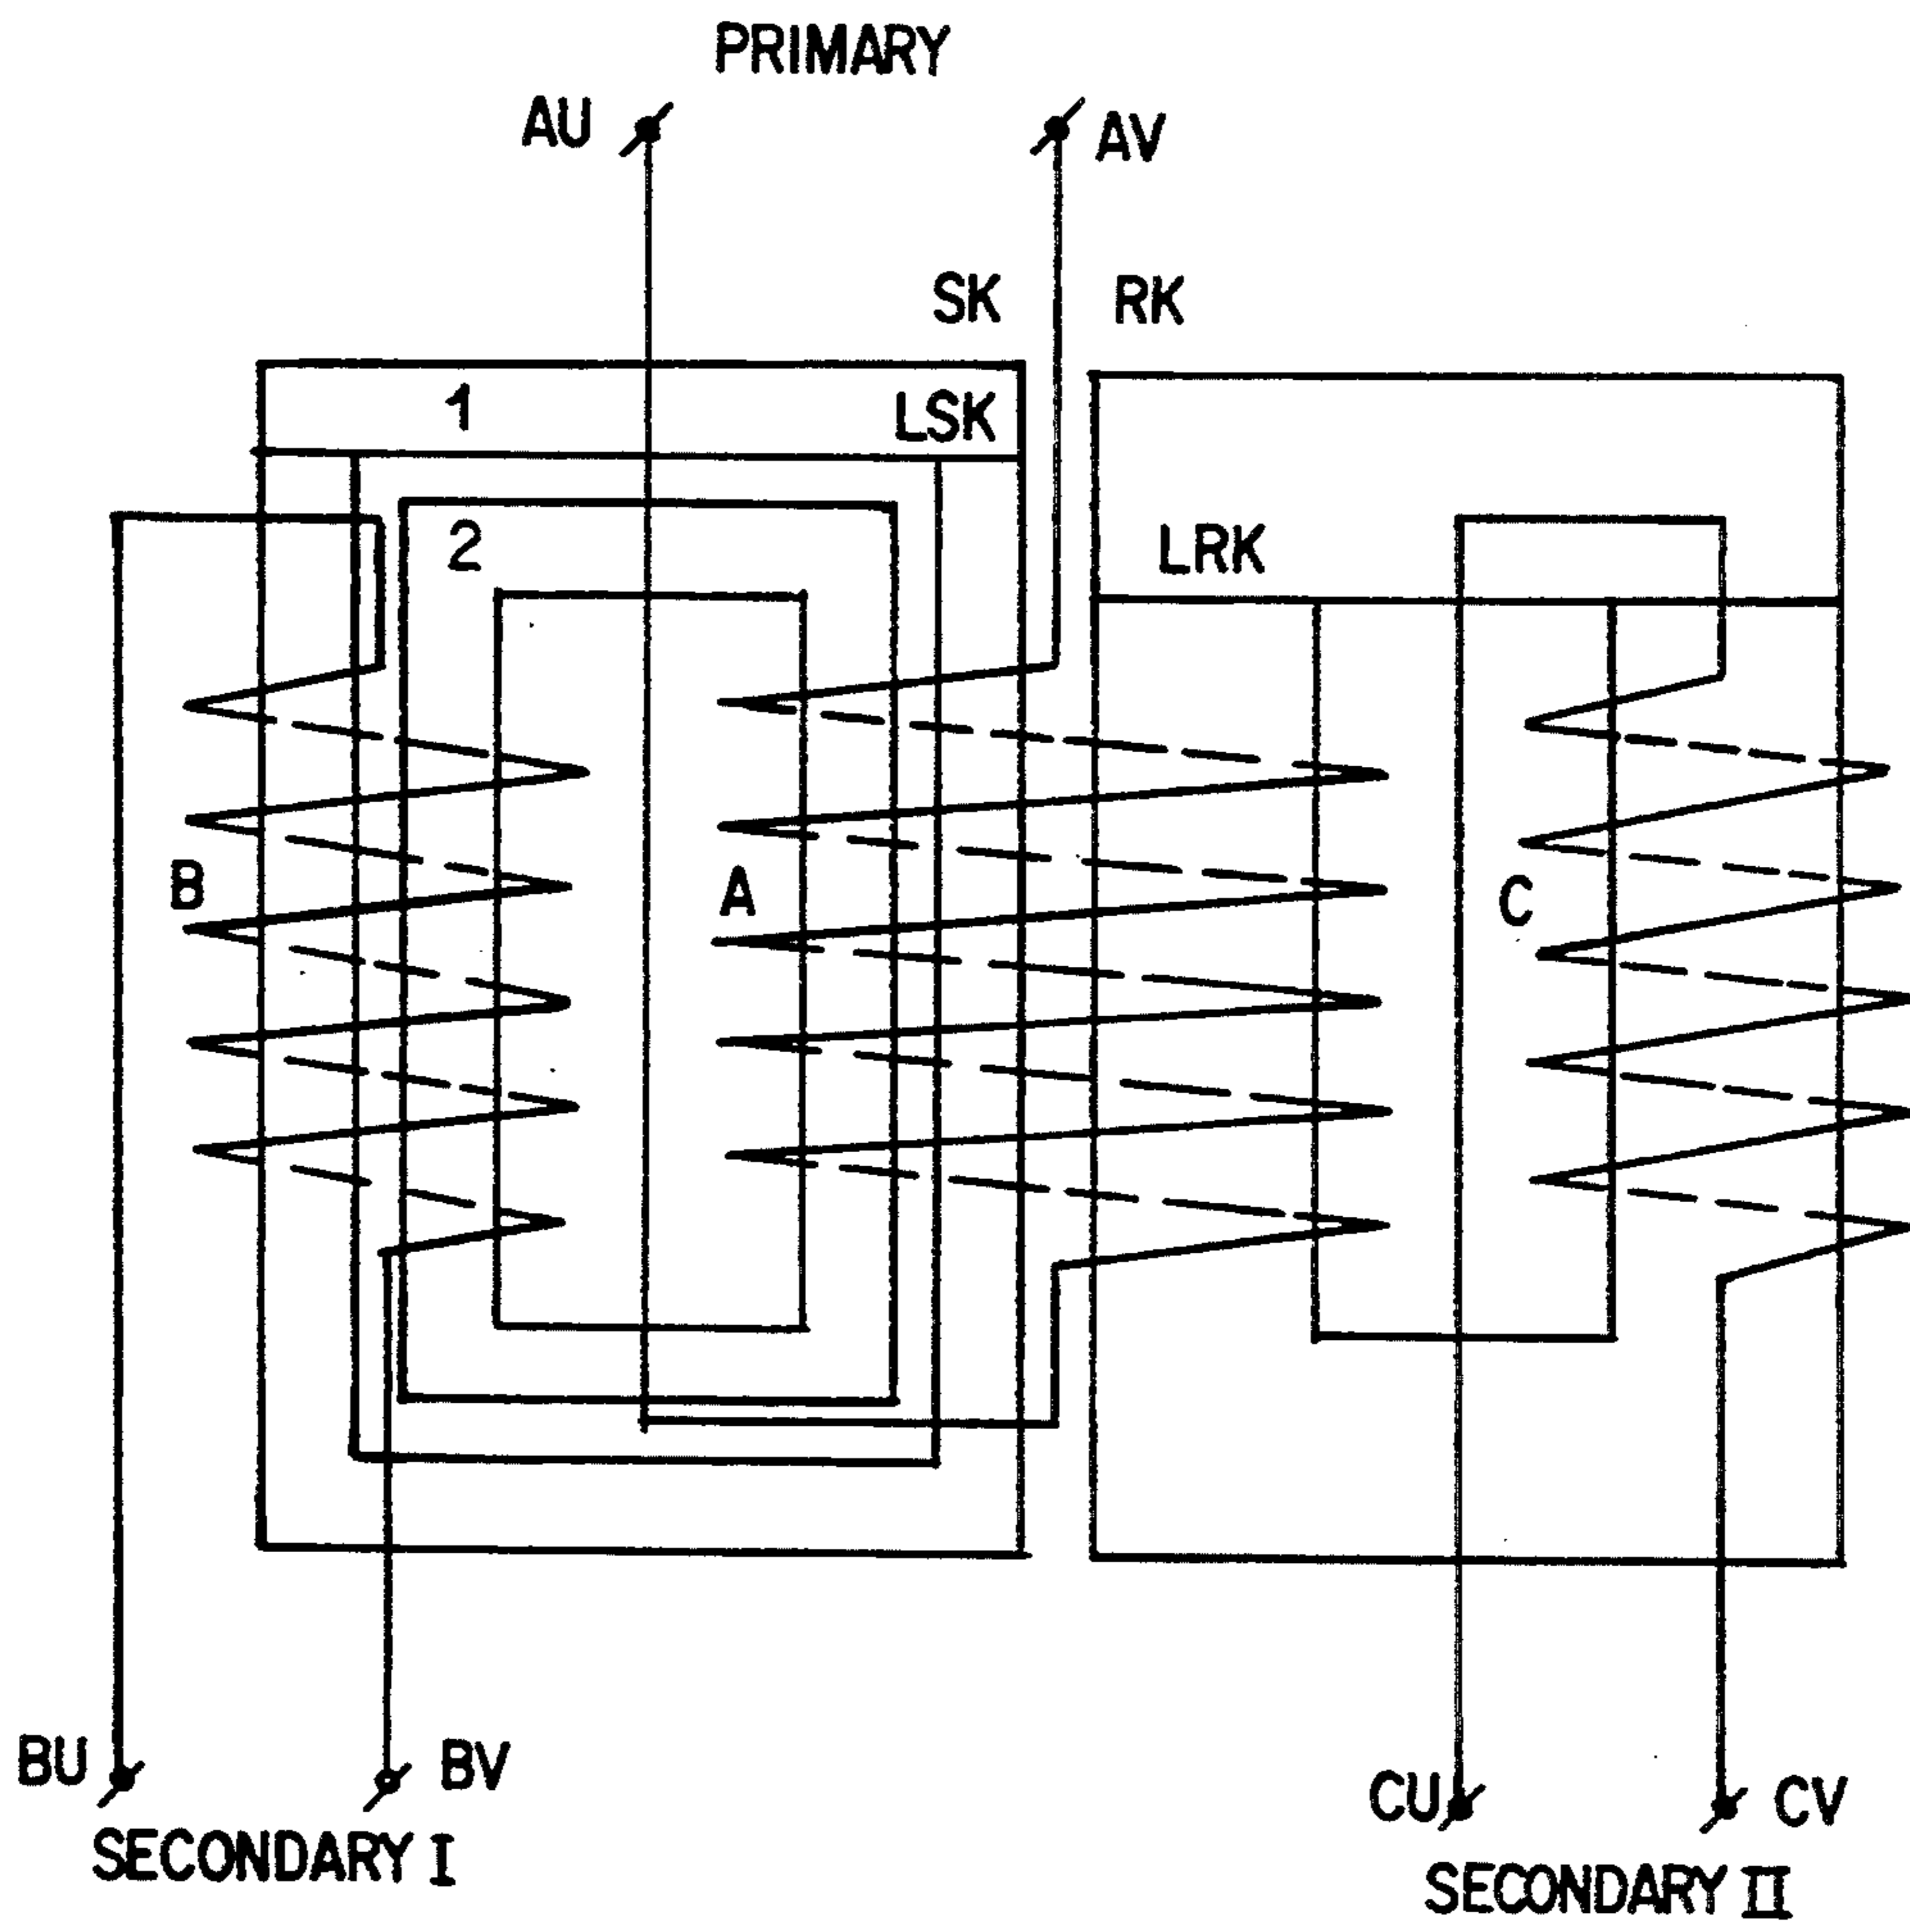 PRIMARY
AU
AV
SK
RK
1
LSK
2
LRK
B
A
C
BU
BV
CU
CV
SECONDARY I
SECONDARY II